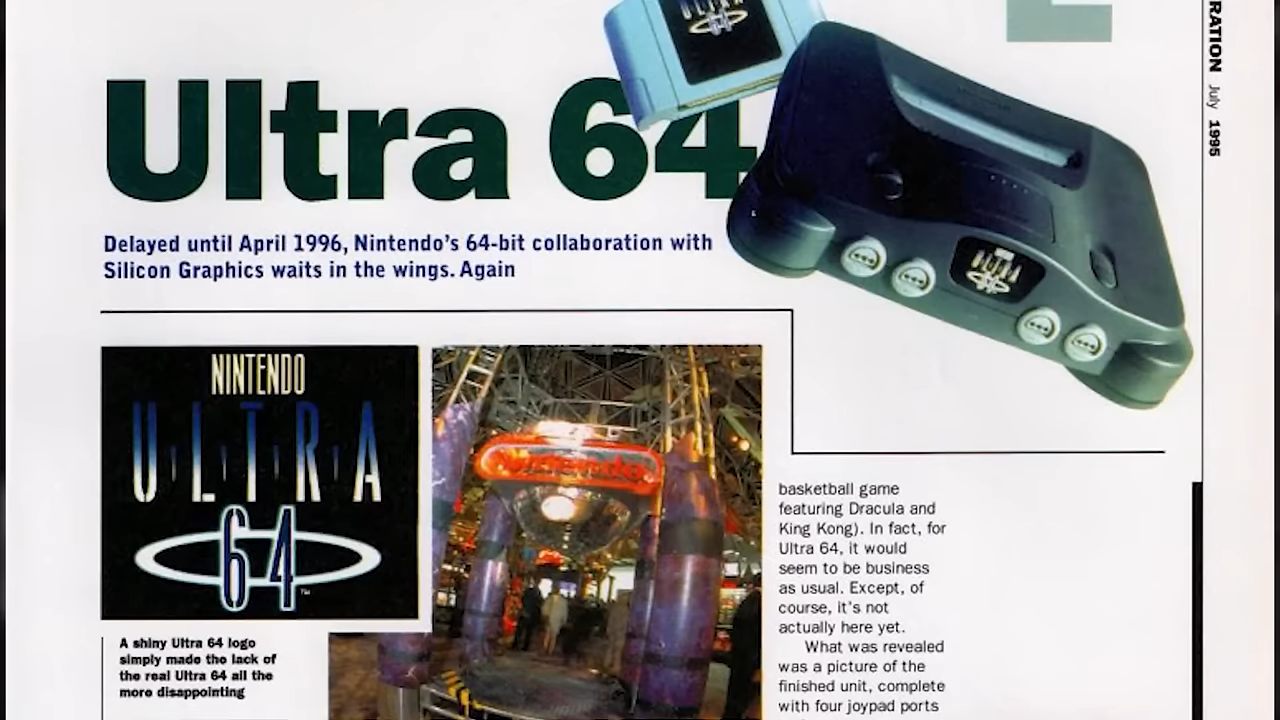 RATION July 1995
ULTRA
64
Ultra 64
Delayed until April 1996, Nintendo's 64-bit collaboration with
Silicon Graphics waits in the wings. Again
ULTRA
64
NINTENDO
ULTRA
64™
Nintendo
A shiny Ultra 64 logo
simply made the lack of
the real Ultra 64 all the
more disappointing
basketball game
featuring Dracula and
King Kong). In fact, for
Ultra 64, it would
seem to be business
as usual. Except, of
course, it's not
actually here yet.
What was revealed
was a picture of the
finished unit, complete
with four joypad ports